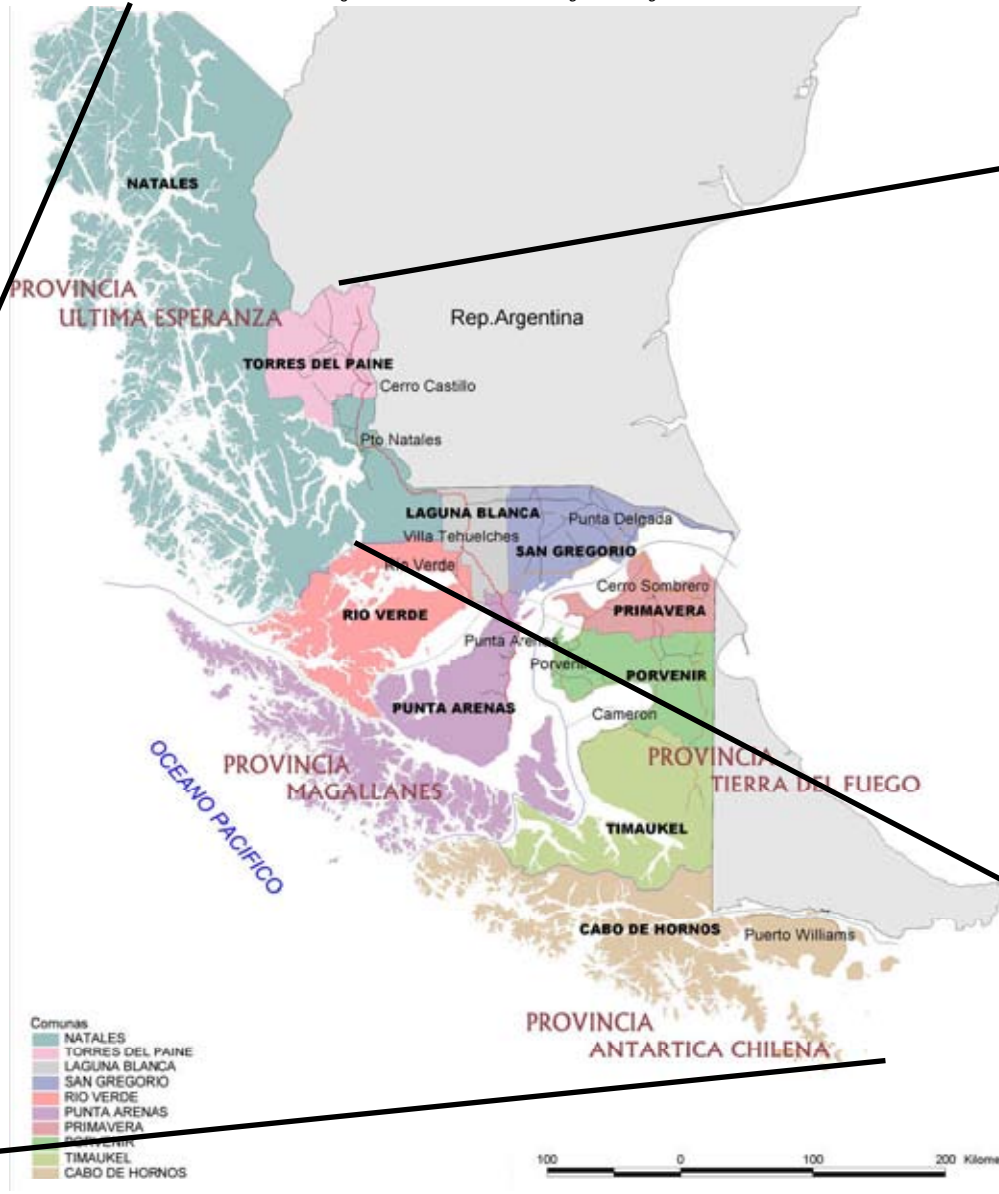 NATALES
PROVINCIA
ULTIMA ESPERANZA
Rep.Argentina
TORRES DEL PAINE
Cerro Castillo
Pto Natales
LAGUNA BLANCA
Punta Delgada
Villa Tehuelches
SAN GREGORIO
Rio Verde
Cerro Sombrero
RIO VERDE
PRIMAVERA
Punta Arenas
Porvenir
PORVENIR
PUNTA ARENAS
Cameron
OCEANO PACIFICO
PROVINCIA
MAGALLANES
PROVINCIA
TIERRA DEL FUEGO
TIMAUKEL
CABO DE HORNOS
Puerto Williams
PROVINCIA
ANTARTICA CHILENA
Comunas
NATALES
TORRES DEL PAINE
LAGUNA BLANCA
SAN GREGORIO
RIO VERDE
PUNTA ARENAS
PRIMAVERA
PORVENIR
TIMAUKEL
CABO DE HORNOS
100 0 100 200 Kilome